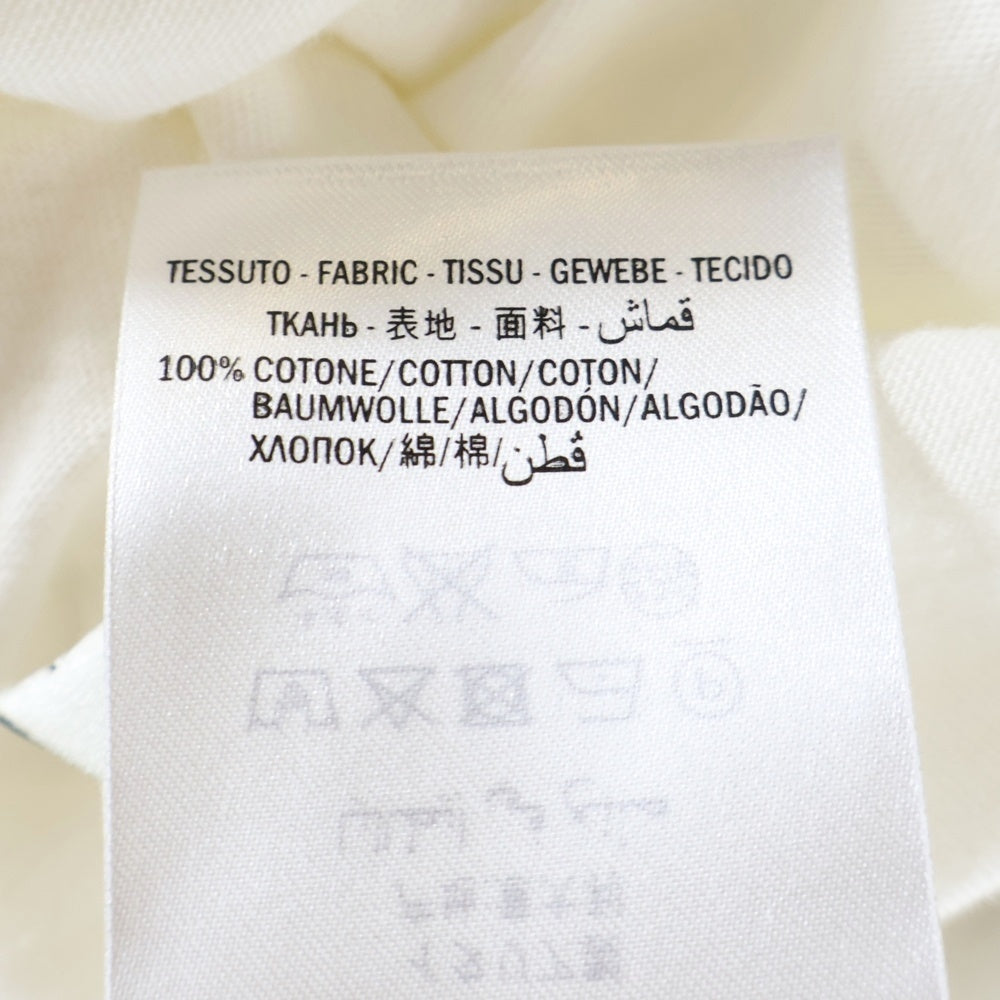 TESSUTO - FABRIC - TISSU - GEWEBE - TECIDO
ТКАНЬ - 表地 - 面料 - قماش
100% COTONE/COTTON/COTON/
BAUMWOLLE/ALGODÓN/ALGODÃO/
ХЛОПОК/綿/棉/قطن